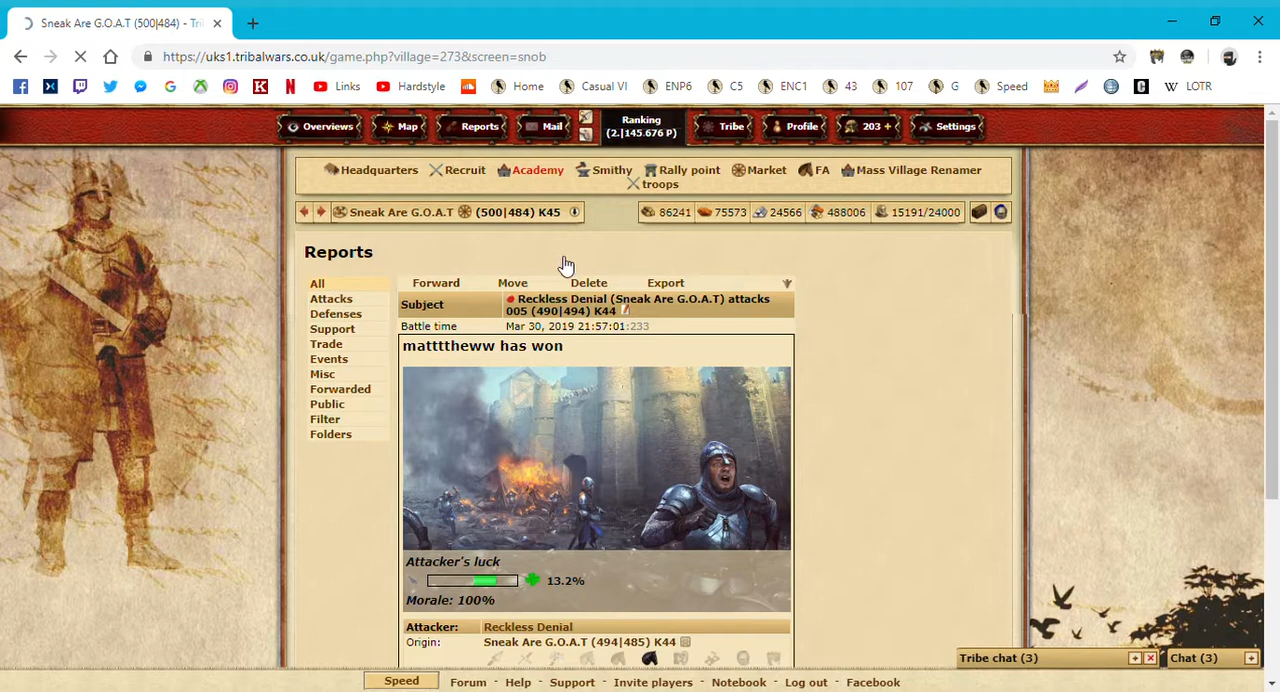 Sneak Are G.O.A.T (500|484) - Tri
https://uks1.tribalwars.co.uk/game.php?village=273&screen=snob
Links Hardstyle Home Casual VI ENP6 C5 ENC1 43 107 G Speed LOTR
Overviews Map Reports Mail Ranking Tribe Profile 203 + Settings
(2.|145.676 P)
Headquarters Recruit Academy Smithy Rally point Market FA Mass Village Renamer
troops
Sneak Are G.O.A.T (500|484) K45 86241 75573 24566 488006 15191/24000
Reports
All
Attacks
Defenses
Support
Trade
Events
Misc
Forwarded
Public
Filter
Folders
Forward Move Delete Export
Subject Reckless Denial (Sneak Are G.O.A.T) attacks
005 (490|494) K44
Battle time Mar 30, 2019 21:57:01:233
mattttheww has won
Attacker's luck
13.2%
Morale: 100%
Attacker: Reckless Denial
Origin: Sneak Are G.O.A.T (494|485) K44
Tribe chat (3) Chat (3)
Speed Forum - Help - Support - Invite players - Notebook - Log out - Facebook